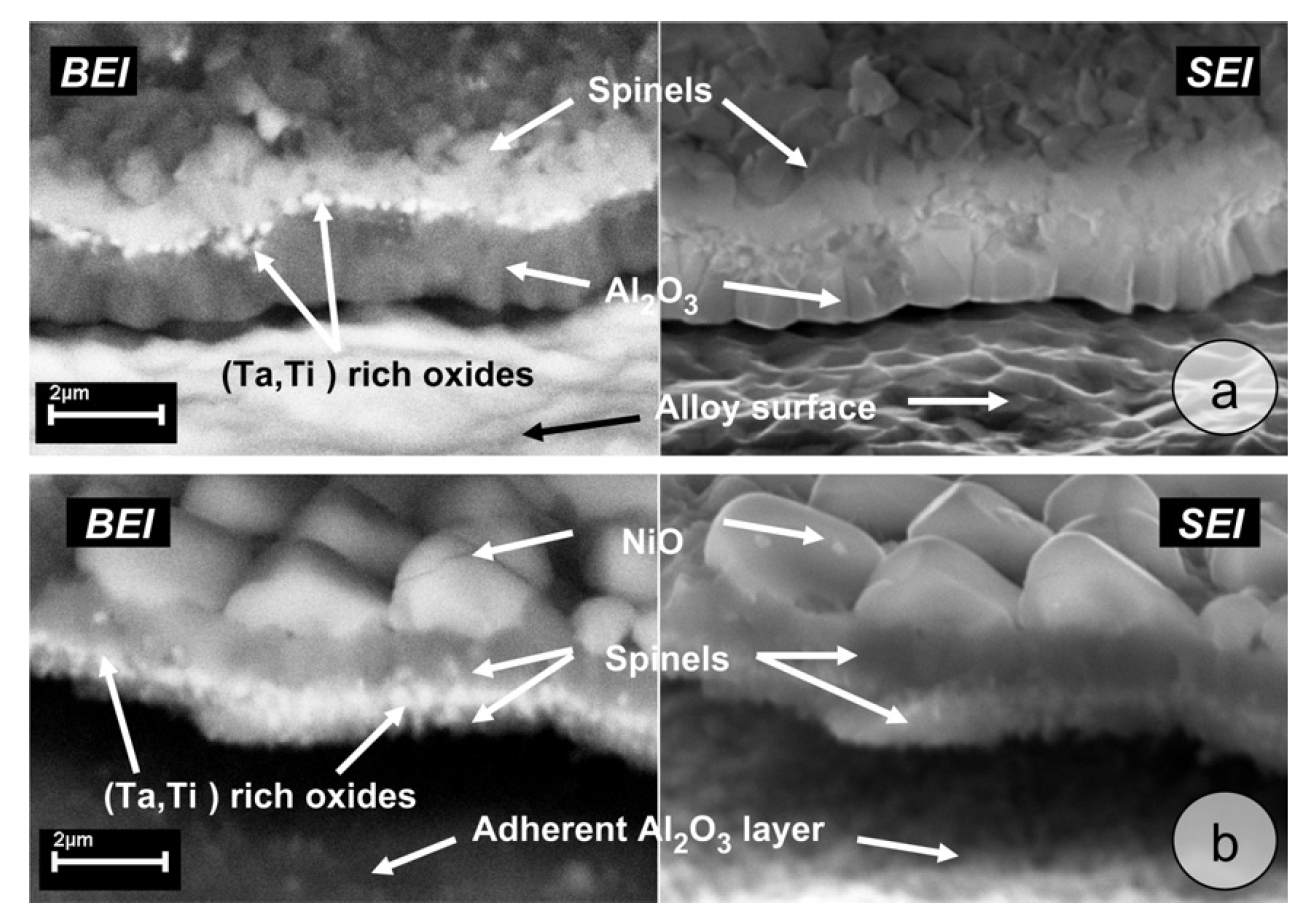 BEI
SEI
Spinels
Al₂O₃
(Ta,Ti ) rich oxides
2µm
Alloy surface
a
BEI
SEI
NiO
Spinels
(Ta,Ti ) rich oxides
Adherent Al₂O₃ layer
2µm
b